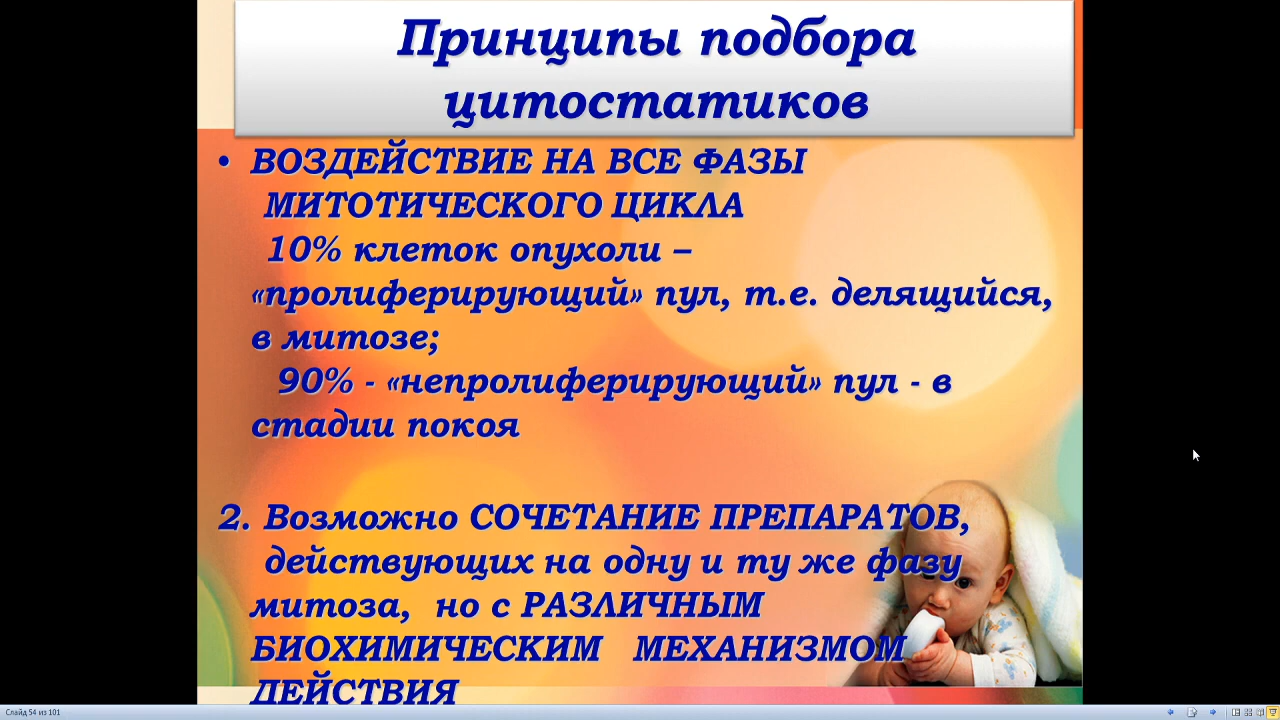 Принципы подбора
цитостатиков
• ВОЗДЕЙСТВИЕ НА ВСЕ ФАЗЫ
МИТОТИЧЕСКОГО ЦИКЛА
10% клеток опухоли –
«пролиферирующий» пул, т.е. делящийся,
в митозе;
90% - «непролиферирующий» пул - в
стадии покоя
2. Возможно СОЧЕТАНИЕ ПРЕПАРАТОВ,
действующих на одну и ту же фазу
митоза, но с РАЗЛИЧНЫМ
БИОХИМИЧЕСКИМ МЕХАНИЗМОМ
ДЕЙСТВИЯ
Слайд 54 из 101